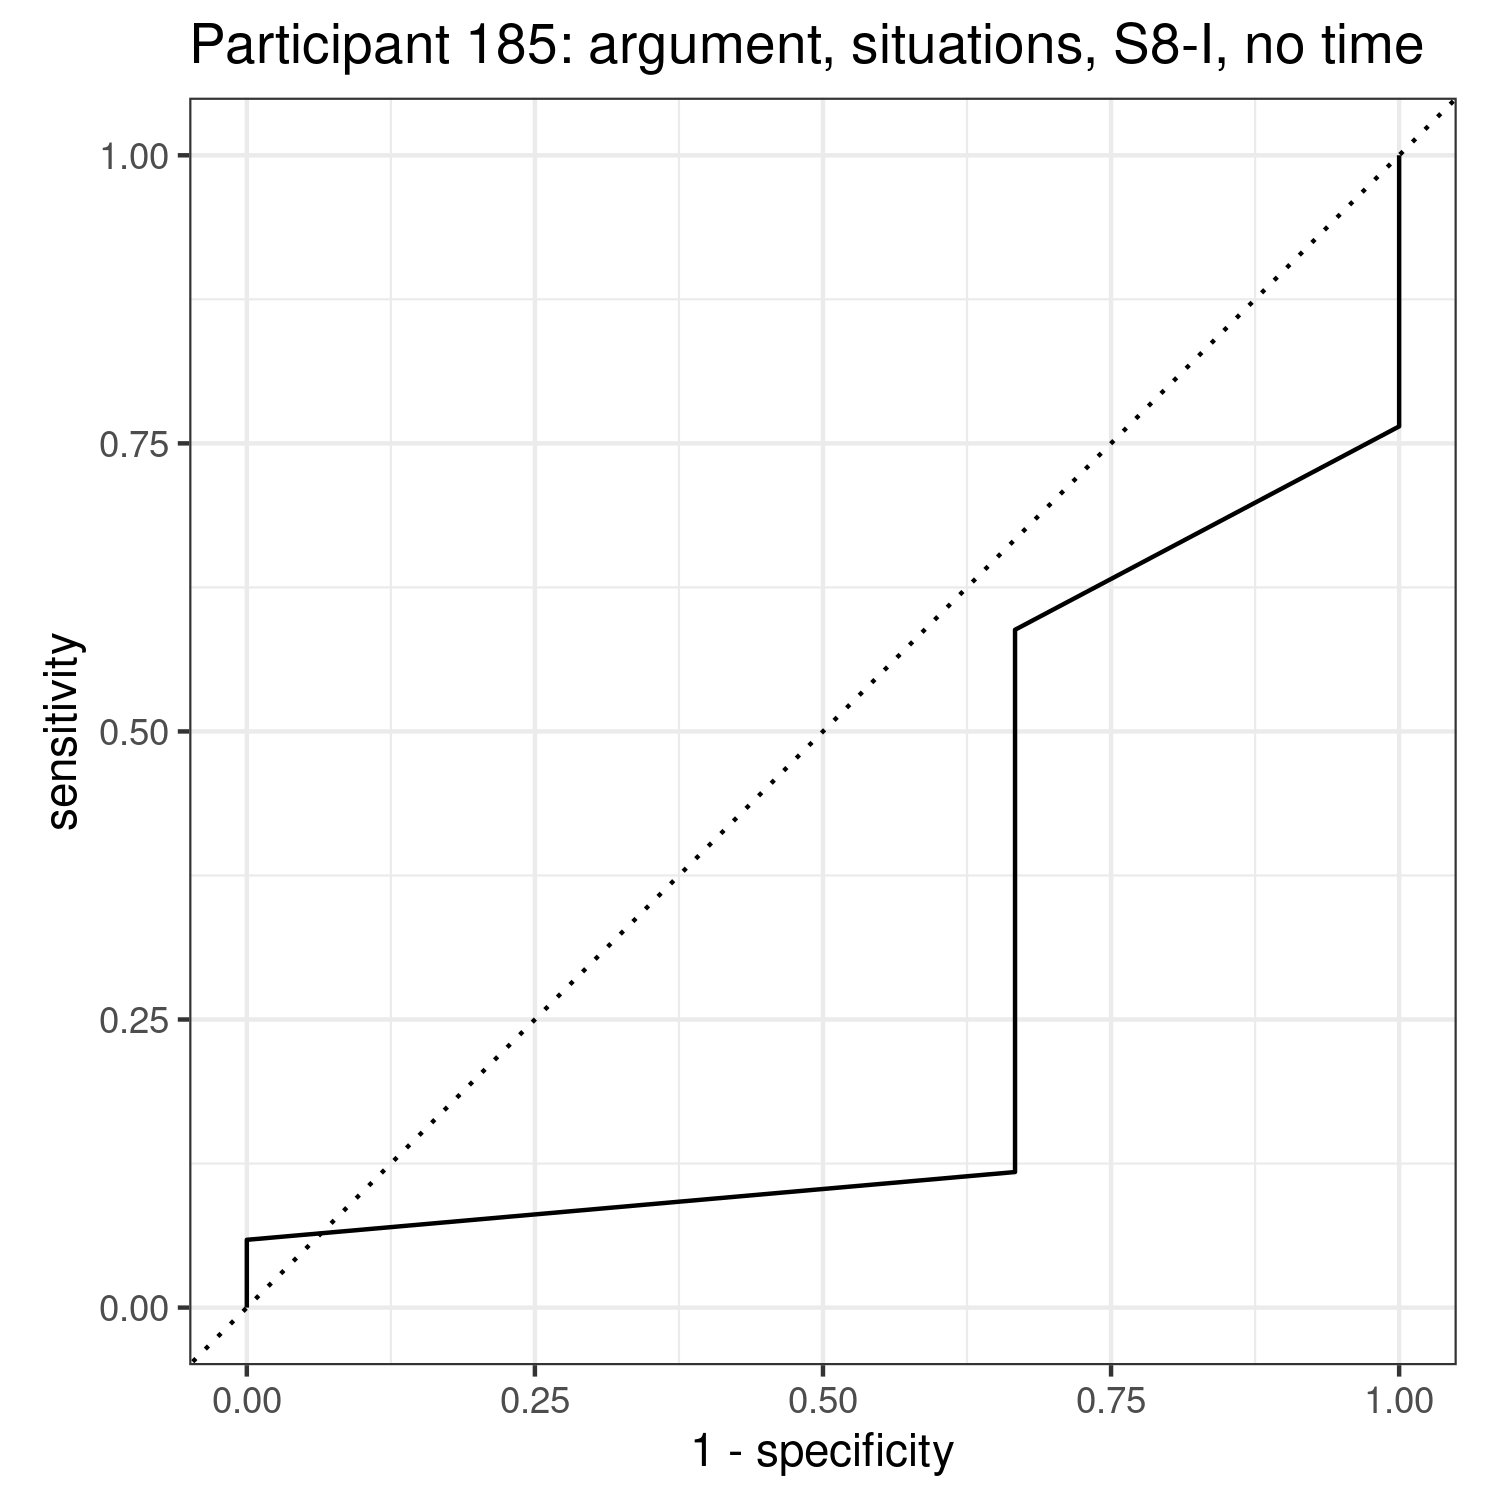 Participant 185: argument, situations, S8-I, no time
1.00
0.75
0.50
0.25
0.00
sensitivity
0.00 0.25 0.50 0.75 1.00
1 - specificity